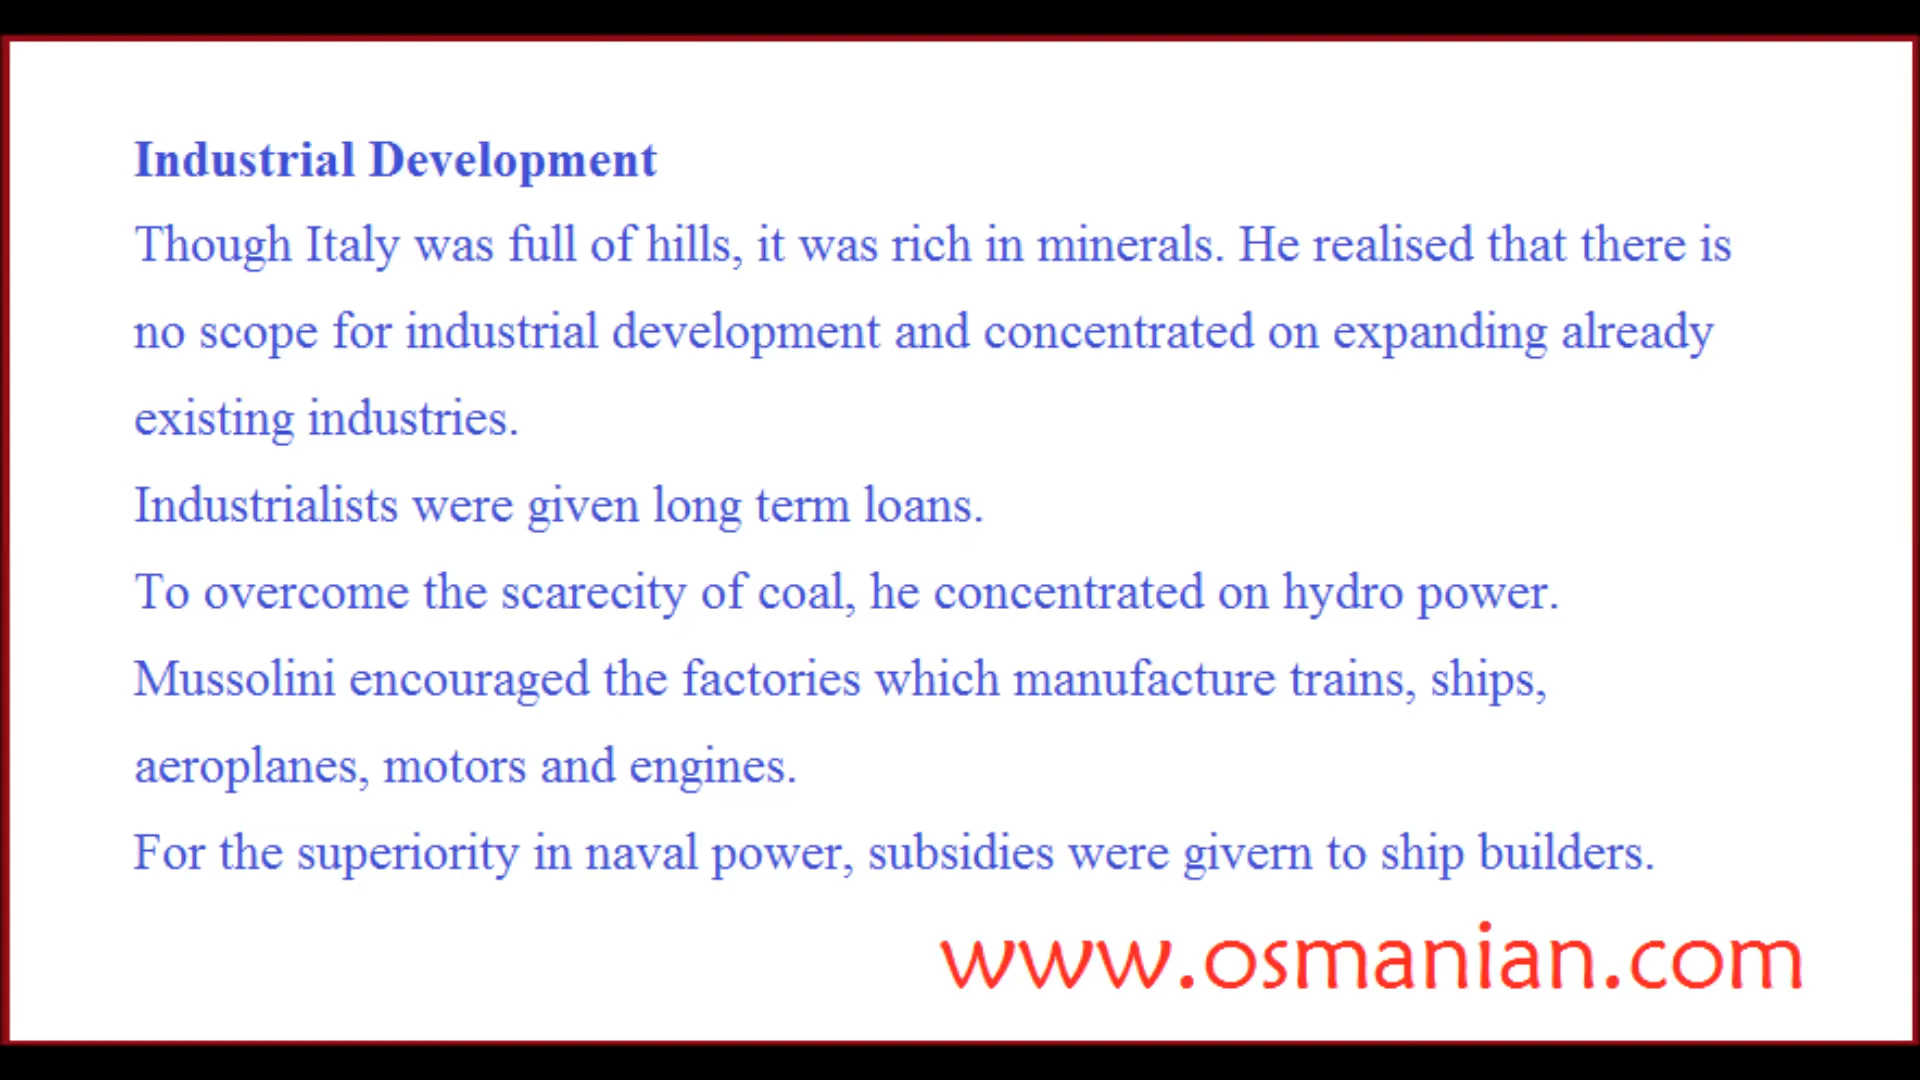 Industrial Development
Though Italy was full of hills, it was rich in minerals. He realised that there is
no scope for industrial development and concentrated on expanding already
existing industries.
Industrialists were given long term loans.
To overcome the scarecity of coal, he concentrated on hydro power.
Mussolini encouraged the factories which manufacture trains, ships,
aeroplanes, motors and engines.
For the superiority in naval power, subsidies were givern to ship builders.
www.osmanian.com